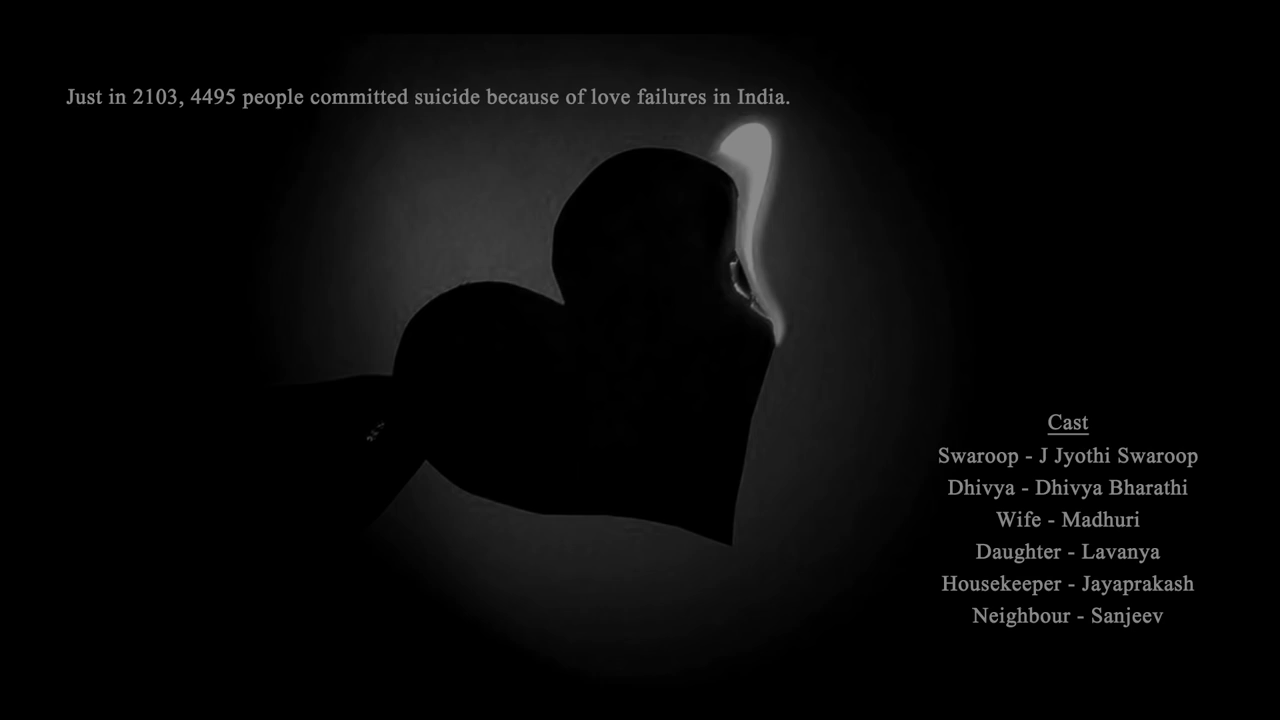 Just in 2103, 4495 people committed suicide because of love failures in India.
Cast
Swaroop - J Jyothi Swaroop
Dhivya - Dhivya Bharathi
Wife - Madhuri
Daughter - Lavanya
Housekeeper - Jayaprakash
Neighbour - Sanjeev